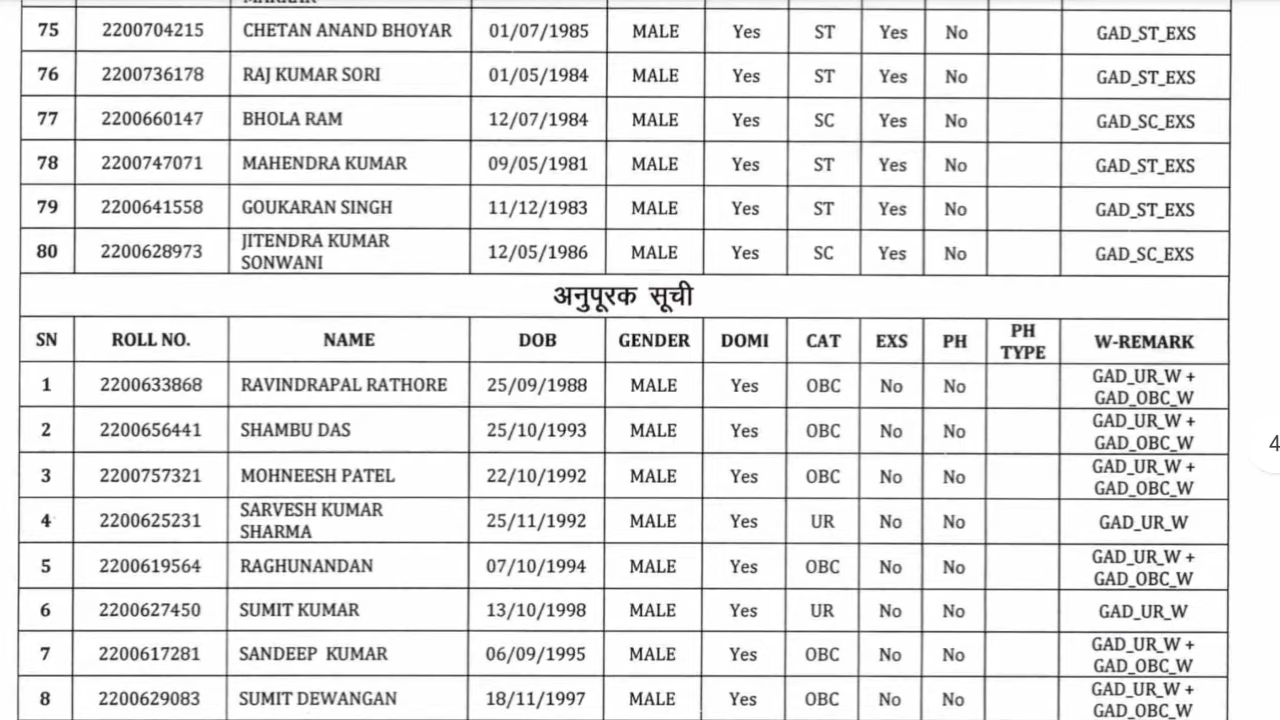 75 2200704215 CHETAN ANAND BHOYAR 01/07/1985 MALE Yes ST Yes No GAD_ST_EXS
76 2200736178 RAJ KUMAR SORI 01/05/1984 MALE Yes ST Yes No GAD_ST_EXS
77 2200660147 BHOLA RAM 12/07/1984 MALE Yes SC Yes No GAD_SC_EXS
78 2200747071 MAHENDRA KUMAR 09/05/1981 MALE Yes ST Yes No GAD_ST_EXS
79 2200641558 GOUKARAN SINGH 11/12/1983 MALE Yes ST Yes No GAD_ST_EXS
80 2200628973 JITENDRA KUMAR SONWANI 12/05/1986 MALE Yes SC Yes No GAD_SC_EXS
अनुपूरक सूची
SN ROLL NO. NAME DOB GENDER DOMI CAT EXS PH PH TYPE W-REMARK
1 2200633868 RAVINDRAPAL RATHORE 25/09/1988 MALE Yes OBC No No GAD_UR_W + GAD_OBC_W
2 2200656441 SHAMBU DAS 25/10/1993 MALE Yes OBC No No GAD_UR_W + GAD_OBC_W
3 2200757321 MOHNEESH PATEL 22/10/1992 MALE Yes OBC No No GAD_UR_W + GAD_OBC_W
4 2200625231 SARVESH KUMAR SHARMA 25/11/1992 MALE Yes UR No No GAD_UR_W
5 2200619564 RAGHUNANDAN 07/10/1994 MALE Yes OBC No No GAD_UR_W + GAD_OBC_W
6 2200627450 SUMIT KUMAR 13/10/1998 MALE Yes UR No No GAD_UR_W
7 2200617281 SANDEEP KUMAR 06/09/1995 MALE Yes OBC No No GAD_UR_W + GAD_OBC_W
8 2200629083 SUMIT DEWANGAN 18/11/1997 MALE Yes OBC No No GAD_UR_W + GAD_OBC_W
4